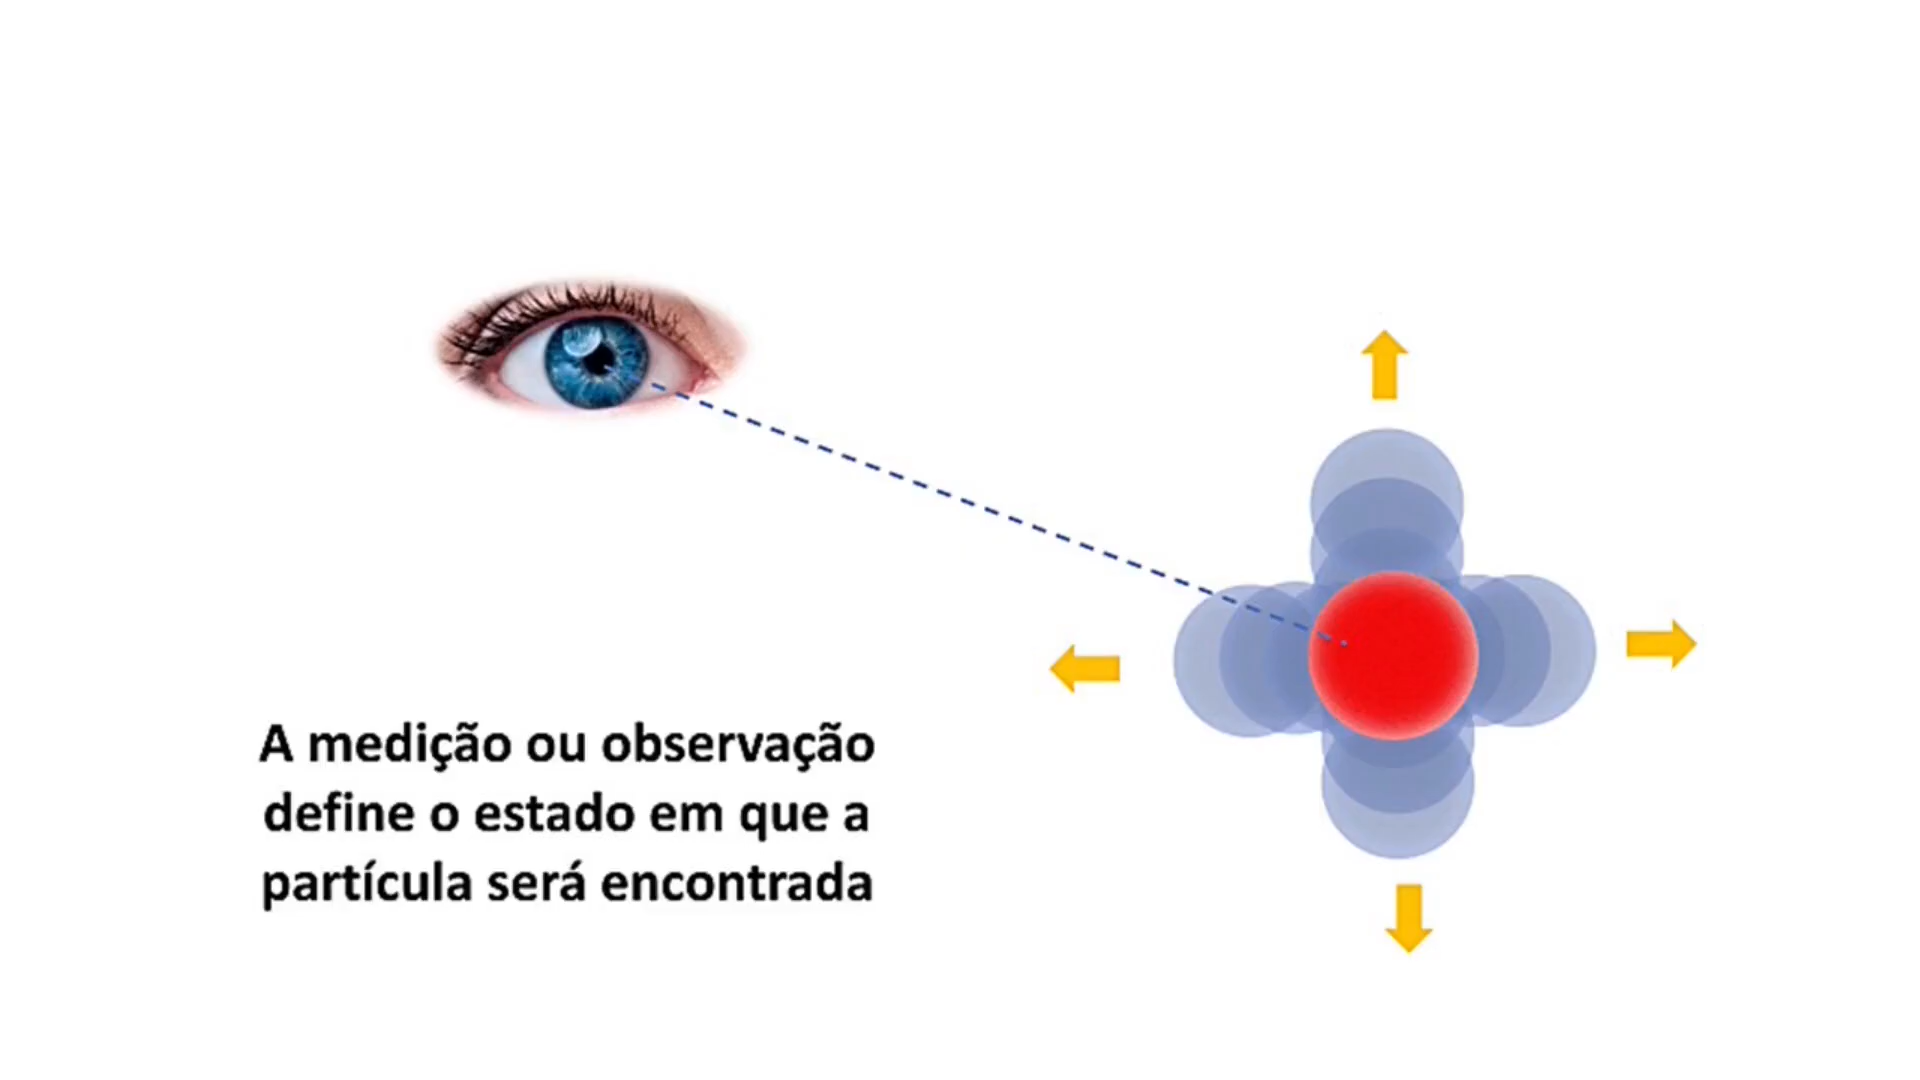 A medição ou observação
define o estado em que a
partícula será encontrada